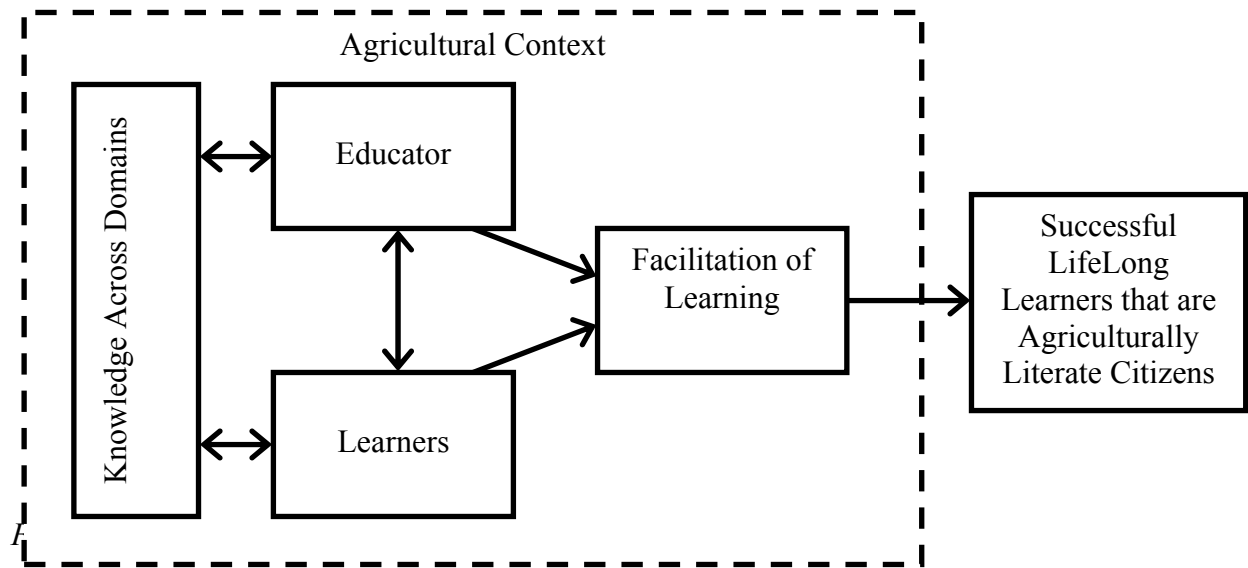 Agricultural Context
Knowledge Across Domains
Educator
Learners
Facilitation of
Learning
Successful
LifeLong
Learners that are
Agriculturally
Literate Citizens